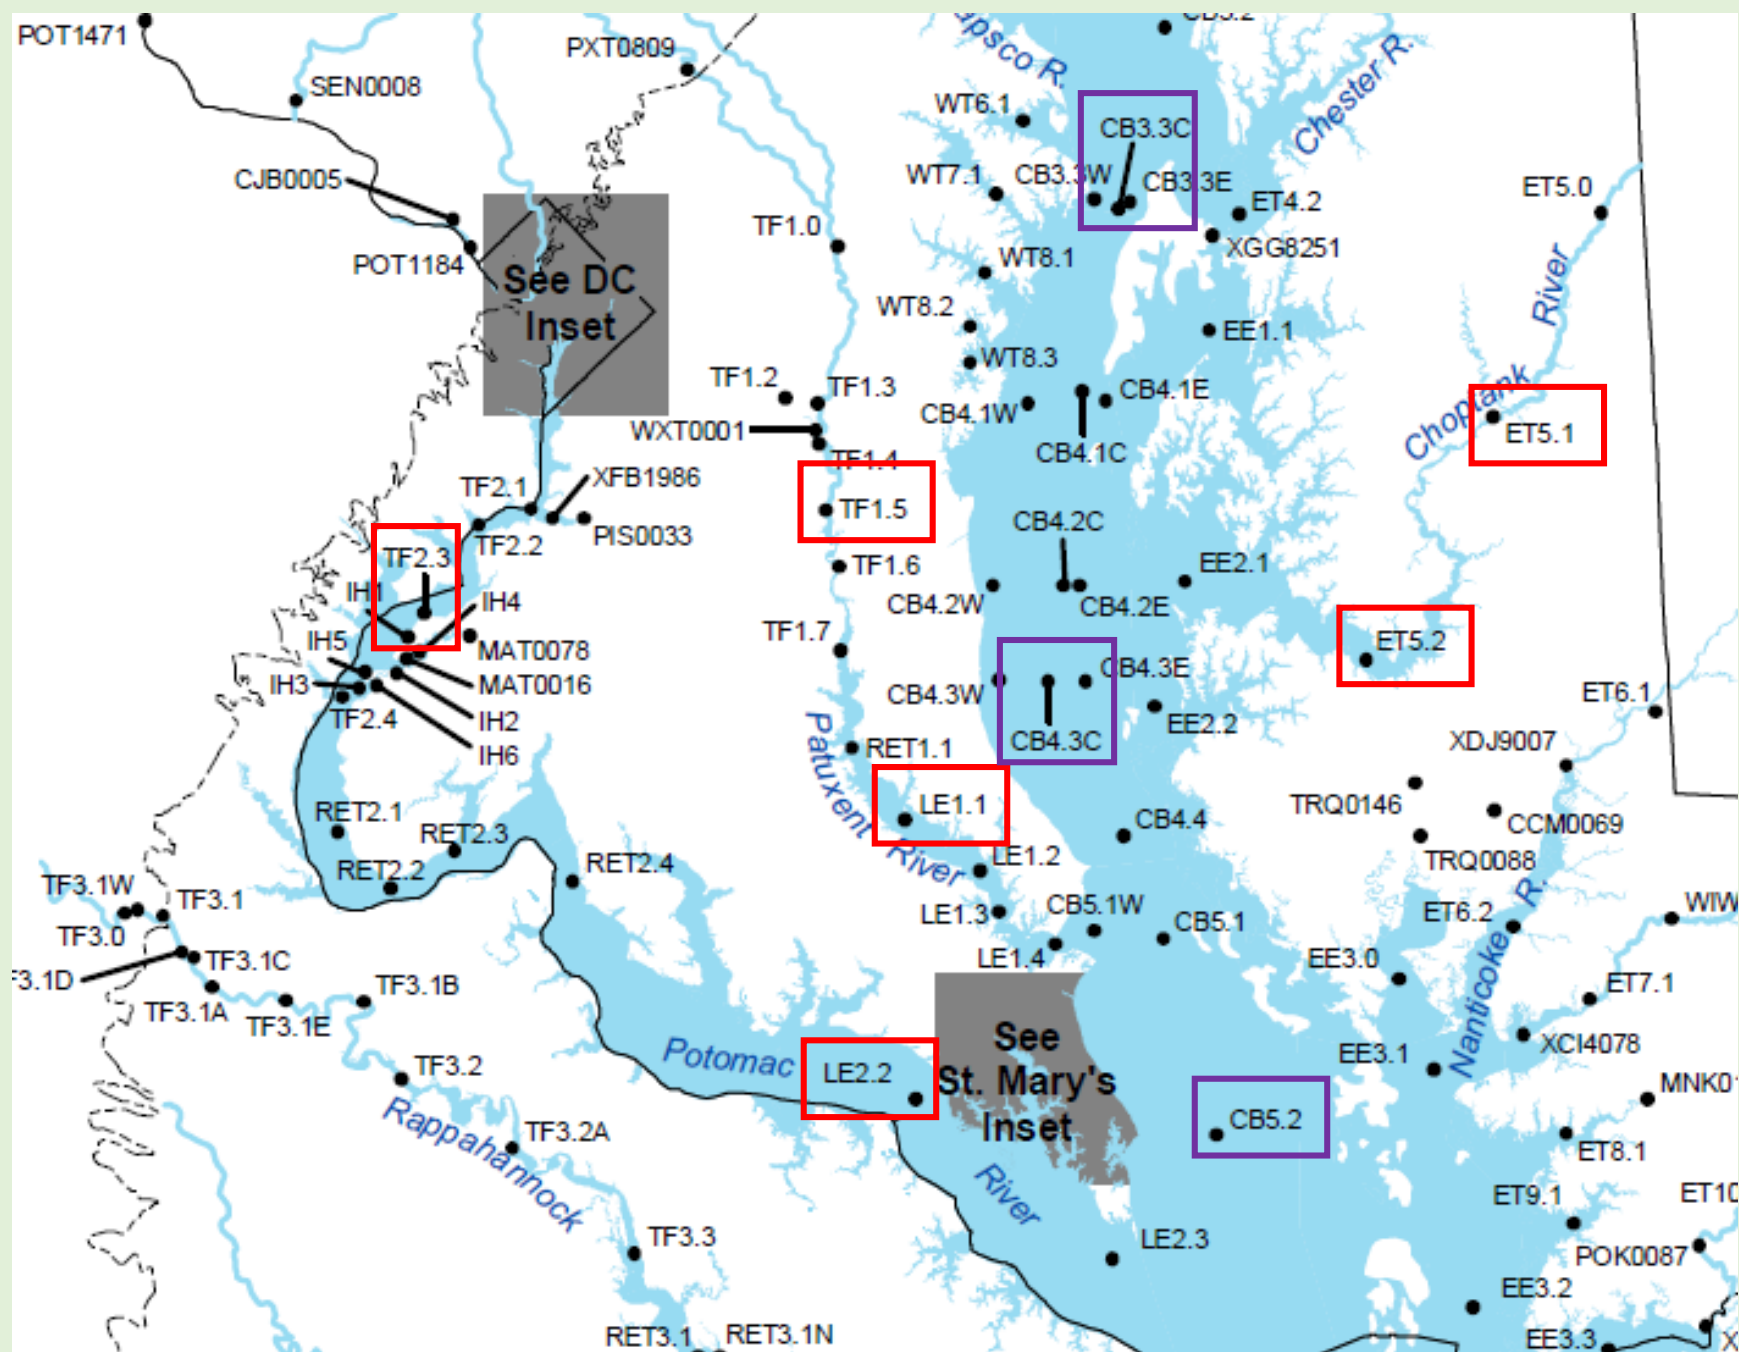 POT1471
SEN0008
PXT0809
CB3.2
apsco R.
Chester R.
WT6.1
CB3.3C
CJB0005
WT7.1
CB3.3W
CB3.3E
ET4.2
ET5.0
TF1.0
POT1184
XGG8251
WT8.1
See DC
Inset
WT8.2
River
EE1.1
WT8.3
TF1.2
TF1.3
CB4.1E
Choptank
CB4.1W
WXT0001
ET5.1
CB4.1C
TF1.4
XFB1986
TF2.1
TF1.5
CB4.2C
PIS0033
TF2.2
TF2.3
TF1.6
EE2.1
IH1
IH4
CB4.2W
CB4.2E
TF1.7
IH5
MAT0078
ET5.2
CB4.3E
IH3
MAT0016
CB4.3W
ET6.1
TF2.4
IH2
EE2.2
CB4.3C
XDJ9007
RET1.1
IH6
Patuxent River
LE1.1
TRQ0146
RET2.1
CB4.4
CCM0069
RET2.3
LE1.2
TRQ0088
RET2.2
RET2.4
TF3.1W
TF3.1
CB5.1W
LE1.3
ET6.2
WIW
CB5.1
TF3.0
LE1.4
EE3.0
Nanticoke R.
TF3.1C
F3.1D
ET7.1
TF3.1B
TF3.1A
TF3.1E
See
St. Mary's
Inset
XCI4078
EE3.1
Potomac
TF3.2
LE2.2
MNK01
Rappahannock
CB5.2
TF3.2A
ET8.1
River
ET9.1
ET10
TF3.3
LE2.3
POK0087
EE3.2
RET3.1
RET3.1N
EE3.3
X